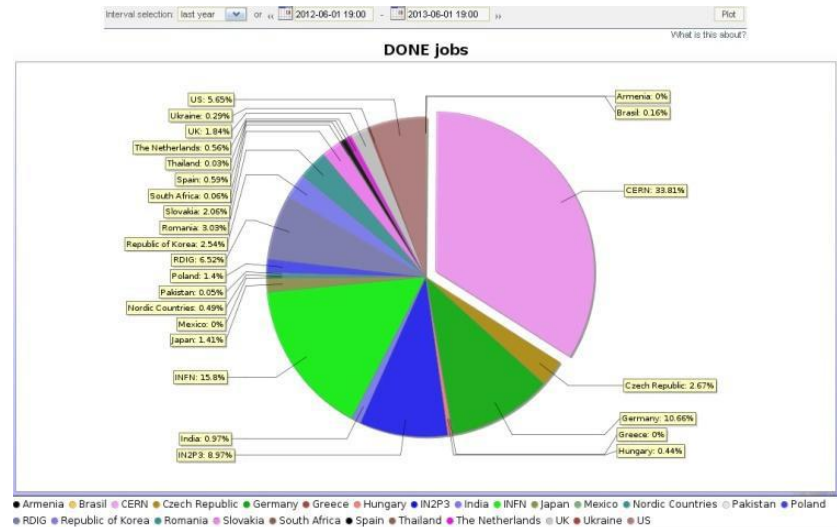 Interval selection: last year or « 2012-06-01 19:00 - 2013-06-01 19:00 » Plot
What is this about?
DONE jobs
US: 5.65%
Ukraine: 0.29%
UK: 1.84%
The Netherlands: 0.56%
Thailand: 0.03%
Spain: 0.59%
South Africa: 0.06%
Slovakia: 2.06%
Romania: 3.03%
Republic of Korea: 2.54%
RDIG: 6.52%
Poland: 1.4%
Pakistan: 0.05%
Nordic Countries: 0.49%
Mexico: 0%
Japan: 1.41%
INFN: 15.8%
India: 0.97%
IN2P3: 8.97%
Armenia: 0%
Brasil: 0.16%
CERN: 33.81%
Czech Republic: 2.67%
Germany: 10.66%
Greece: 0%
Hungary: 0.44%
Armenia Brasil CERN Czech Republic Germany Greece Hungary IN2P3 India INFN Japan Mexico Nordic Countries Pakistan Poland
RDIG Republic of Korea Romania Slovakia South Africa Spain Thailand The Netherlands UK Ukraine US